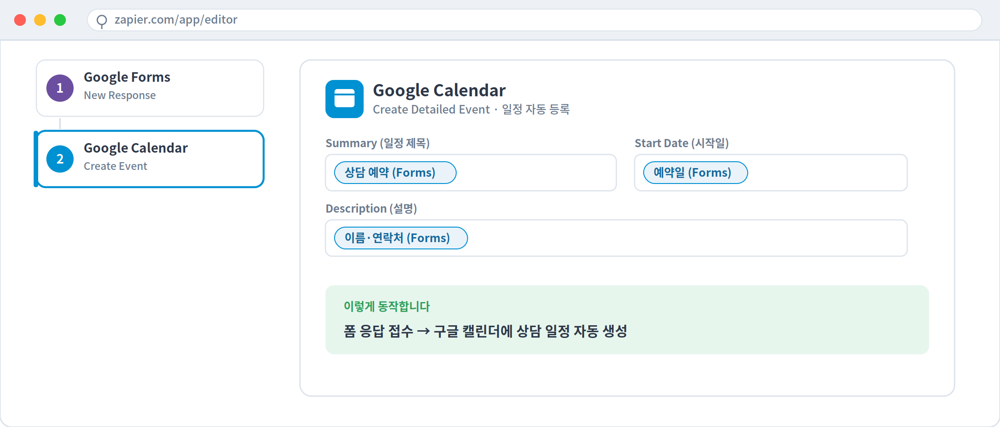 zapier.com/app/editor
1
Google Forms
New Response
2
Google Calendar
Create Event
Google Calendar
Create Detailed Event · 일정 자동 등록
Summary (일정 제목)
Start Date (시작일)
상담 예약 (Forms)
예약일 (Forms)
Description (설명)
이름·연락처 (Forms)
이렇게 동작합니다
폼 응답 접수 → 구글 캘린더에 상담 일정 자동 생성